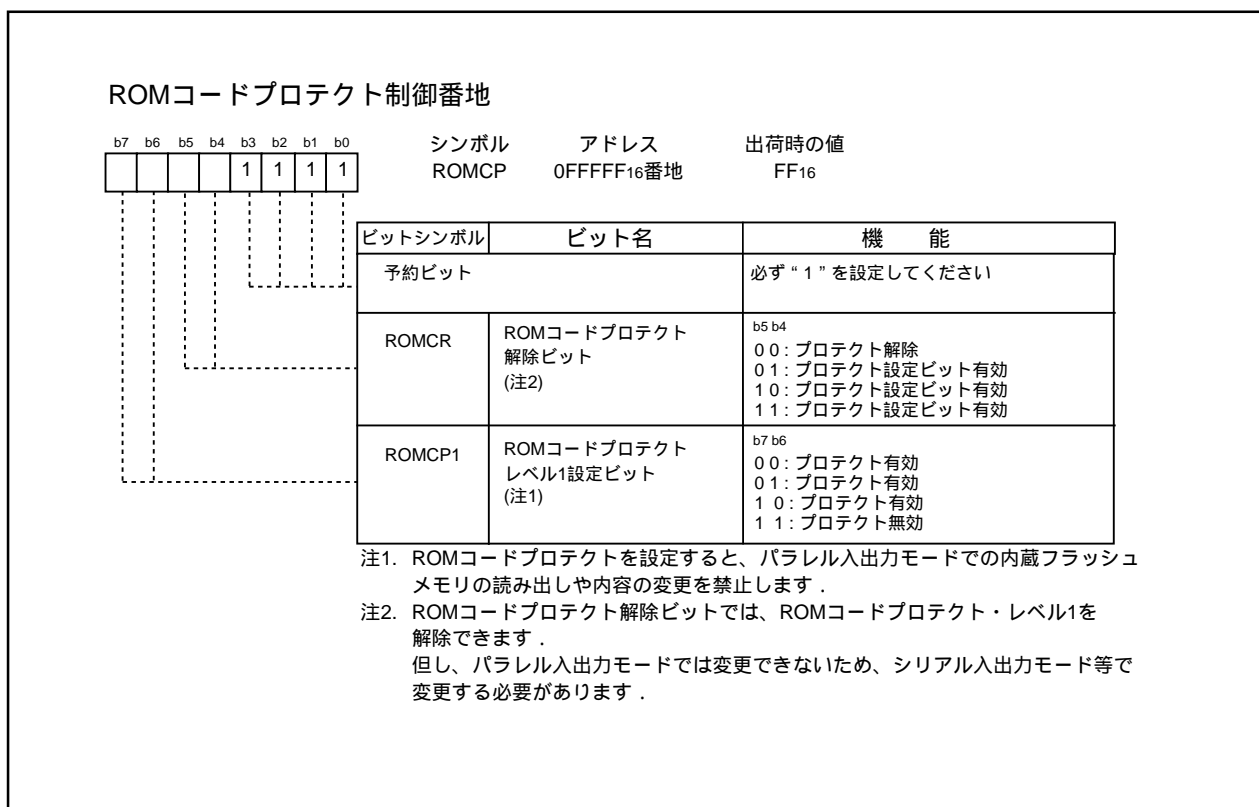 ROMコードプロテクト制御番地
b7 b6 b5 b4 b3 b2 b1 b0
1 1 1 1
シンボル アドレス 出荷時の値
ROMCP 0FFFFF16番地 FF16
ビットシンボル ビット名 機 能
予約ビット 必ず“1”を設定してください
ROMCR ROMコードプロテクト
解除ビット
(注2)
b5 b4
0 0 : プロテクト解除
0 1 : プロテクト設定ビット有効
1 0 : プロテクト設定ビット有効
1 1 : プロテクト設定ビット有効
ROMCP1 ROMコードプロテクト
レベル1設定ビット
(注1)
b7 b6
0 0 : プロテクト有効
0 1 : プロテクト有効
1 0 : プロテクト有効
1 1 : プロテクト無効
注1. ROMコードプロテクトを設定すると、パラレル入出力モードでの内蔵フラッシュ
メモリの読み出しや内容の変更を禁止します.
注2. ROMコードプロテクト解除ビットでは、ROMコードプロテクト・レベル1を
解除できます.
但し、パラレル入出力モードでは変更できないため、シリアル入出力モード等で
変更する必要があります.